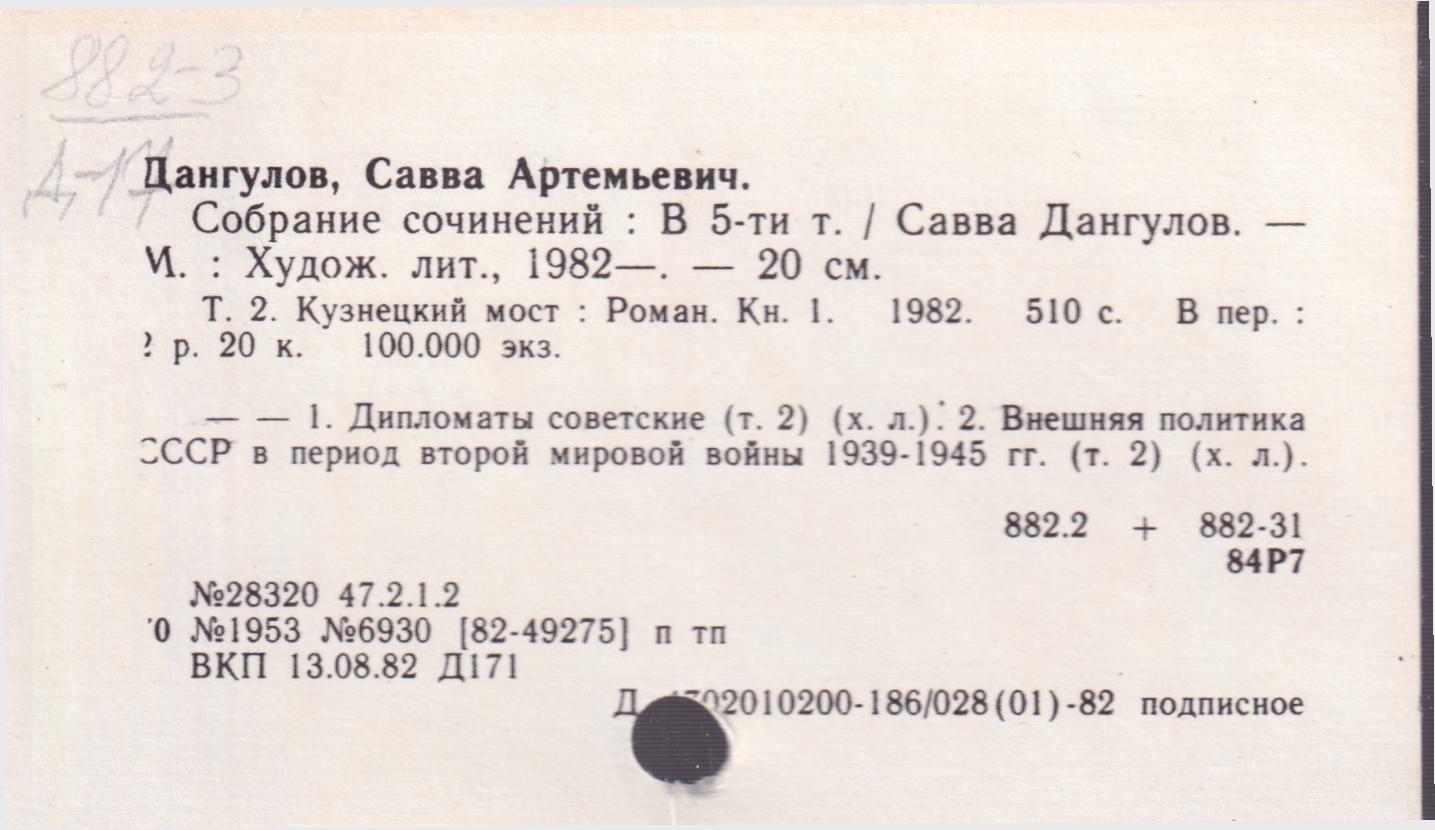 882-3
Д-17
Дангулов, Савва Артемьевич.
Собрание сочинений : В 5-ти т. / Савва Дангулов. —
М. : Худож. лит., 1982—. — 20 см.
Т. 2. Кузнецкий мост : Роман. Кн. 1. 1982. 510 с. В пер. :
2 р. 20 к. 100.000 экз.
— — 1. Дипломаты советские (т. 2) (х. л.). 2. Внешняя политика
СССР в период второй мировой войны 1939-1945 гг. (т. 2) (х. л.).
882.2 + 882-31
84Р7
№28320 47.2.1.2
№1953 №6930 [82-49275] п тп
ВКП 13.08.82 Д171
Д 4702010200-186/028(01)-82 подписное